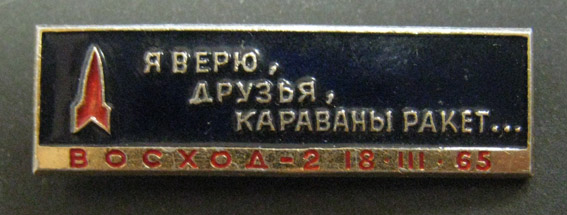 Я ВЕРЮ,
ДРУЗЬЯ,
КАРАВАНЫ РАКЕТ...
ВОСХОД-2 18·III·65